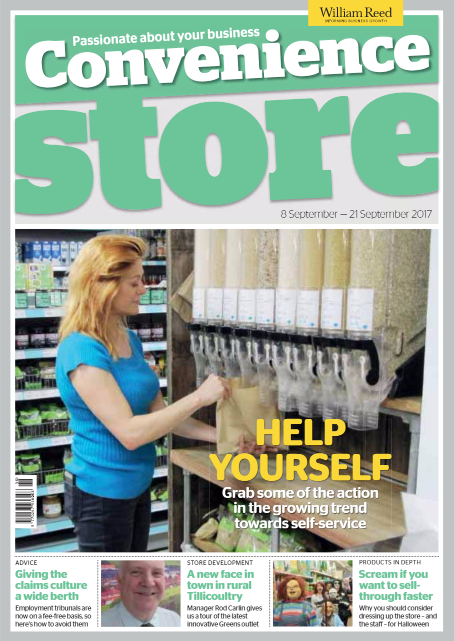 William Reed
INFORMING BUSINESS GROWTH
Passionate about your business
Convenience
store
8 September – 21 September 2017
HELP
YOURSELF
Grab some of the action
in the growing trend
towards self-service
ADVICE
Giving the
claims culture
a wide berth
Employment tribunals are
now on a fee-free basis, so
here's how to avoid them
STORE DEVELOPMENT
A new face in
town in rural
Tillicoultry
Manager Rod Carlin gives
us a tour of the latest
innovative Greens outlet
PRODUCTS IN DEPTH
Scream if you
want to sell-
through faster
Why you should consider
dressing up the store – and
the staff – for Halloween